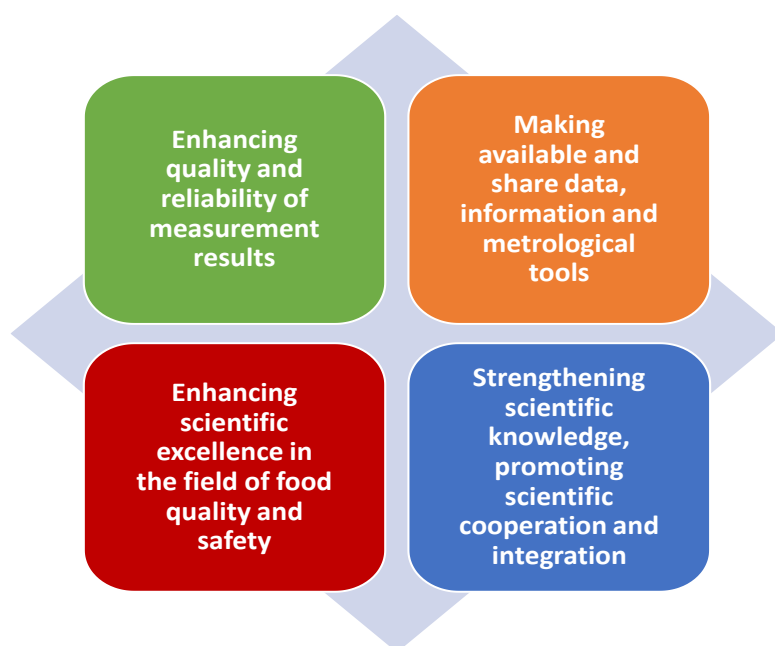 Enhancing
quality and
reliability of
measurement
results
Making
available and
share data,
information and
metrological
tools
Enhancing
scientific
excellence in
the field of food
quality and
safety
Strengthening
scientific
knowledge,
promoting
scientific
cooperation and
integration